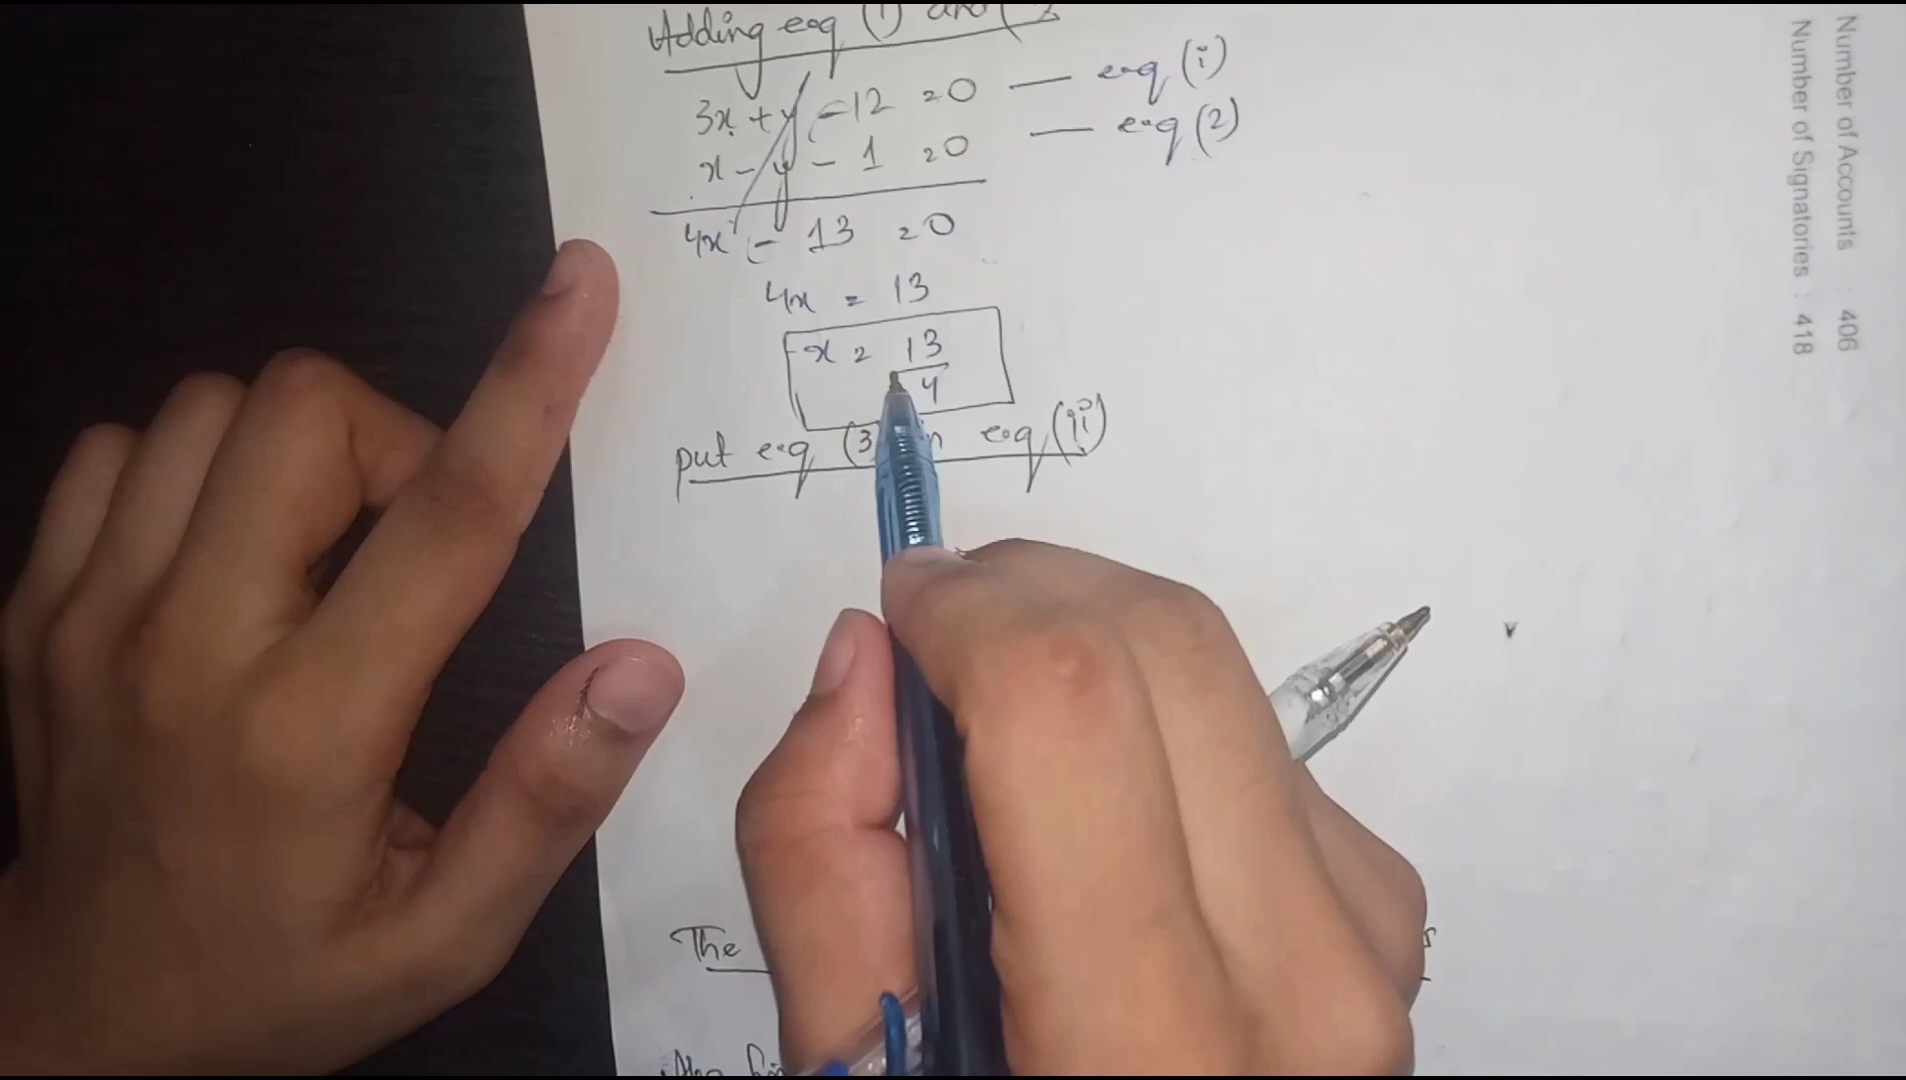 Adding eq (1) and (2
3x + y - 12 = 0 — eq (i)
x - y - 1 = 0 — eq (2)
4x - 13 = 0
4x = 13
x = 13/4
put eq (3) in eq (ii)
The
Number of Accounts : 406
Number of Signatories : 418